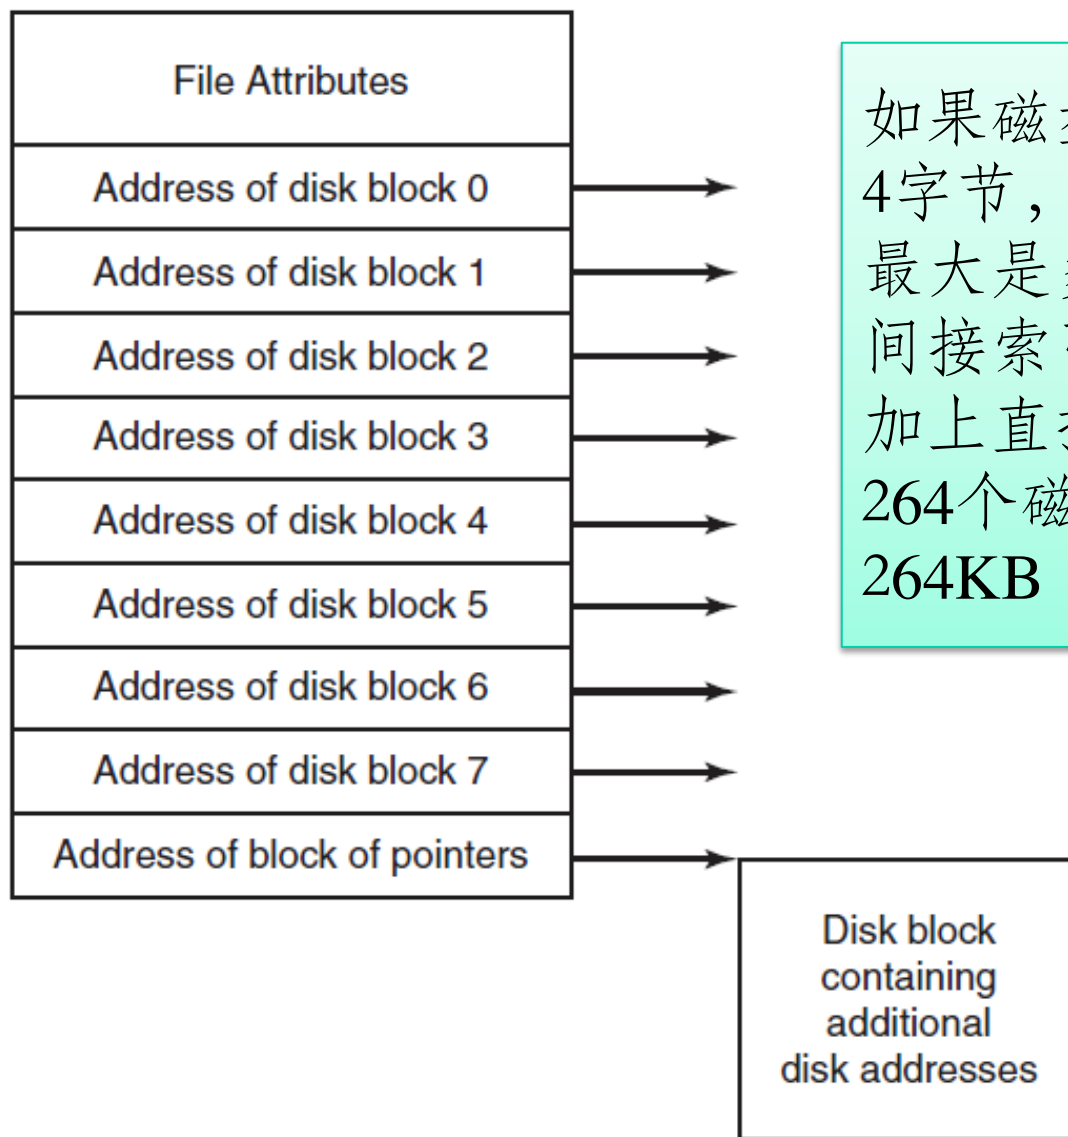 File Attributes
Address of disk block 0
Address of disk block 1
Address of disk block 2
Address of disk block 3
Address of disk block 4
Address of disk block 5
Address of disk block 6
Address of disk block 7
Address of block of pointers
Disk block
containing
additional
disk addresses
如果磁
4字节，
最大是
间接索
加上直
264个磁
264KB